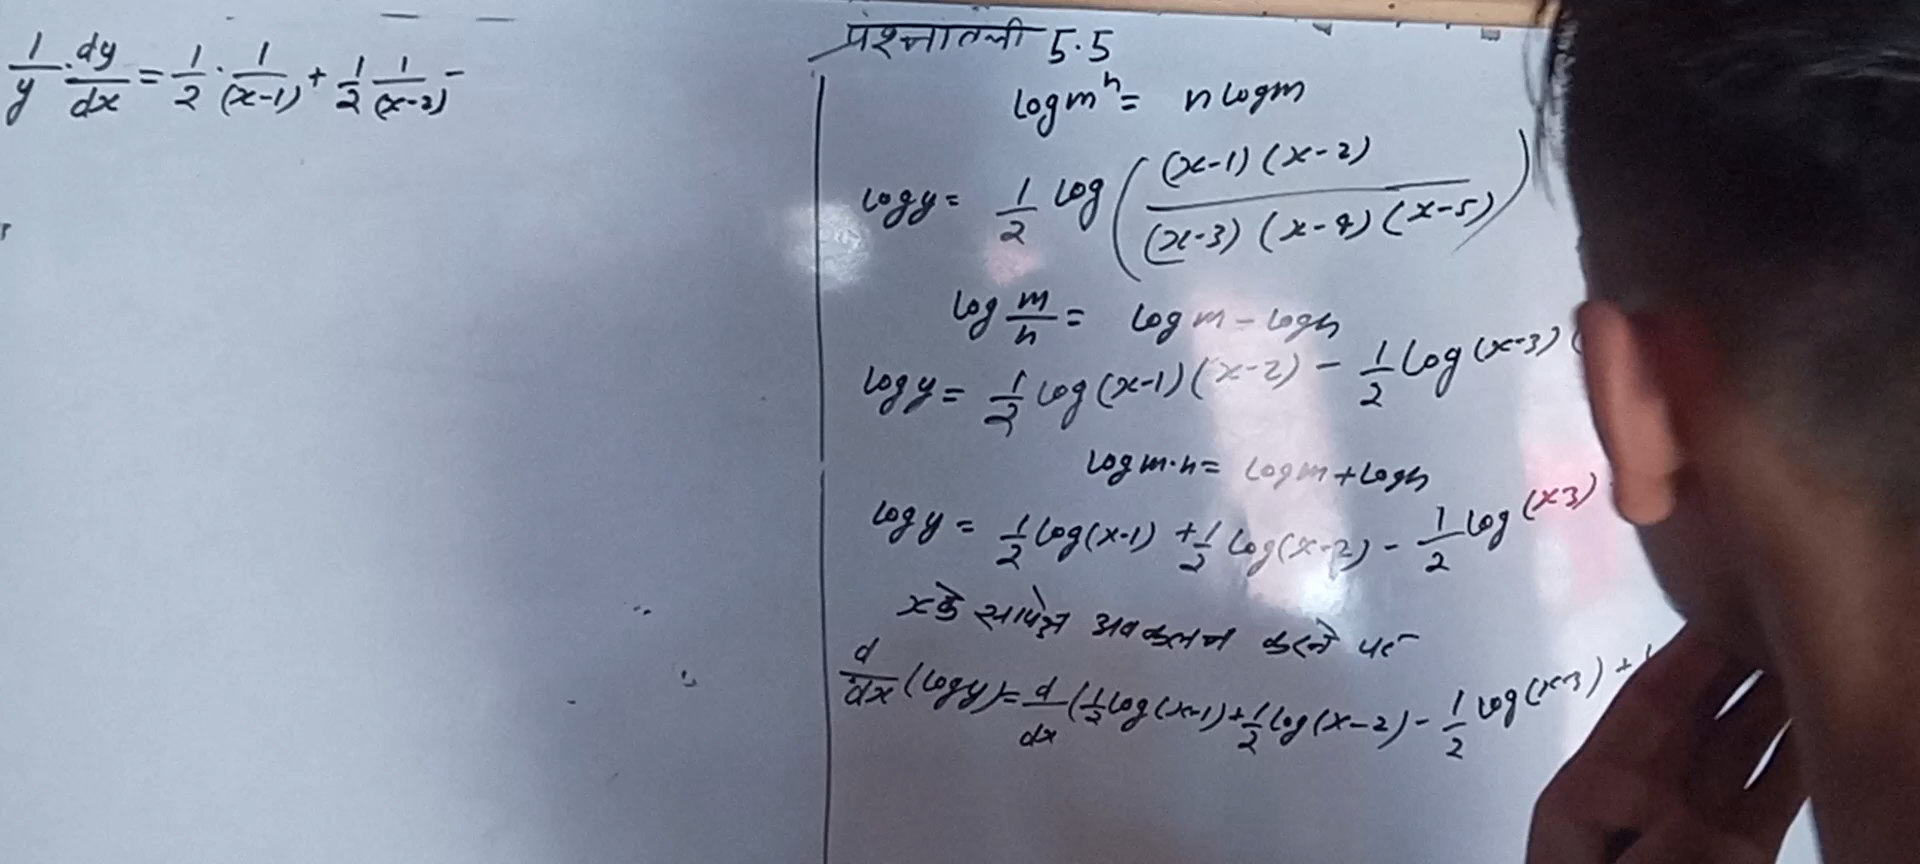 1/y · dy/dx = 1/2 · 1/(x-1) + 1/2 1/(x-2) -
प्रश्नावली 5.5
log mⁿ = n log m
log y = 1/2 log ( (x-1) (x-2) / (x-3) (x-4) (x-5) )
log m/n = log m - log n
log y = 1/2 log (x-1) (x-2) - 1/2 log (x-3) (
log m·n = log m + log n
log y = 1/2 log(x-1) + 1/2 log(x-2) - 1/2 log (x3)
x के सापेक्ष अवकलन करने पर
d/dx (log y) = d/dx (1/2 log (x-1) + 1/2 log (x-2) - 1/2 log (x-3) +